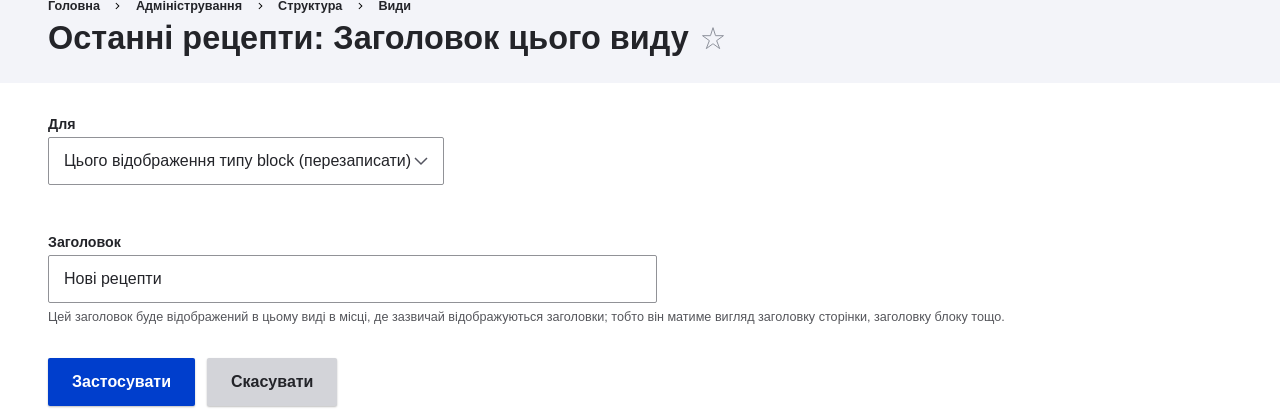 Головна › Адміністрування › Структура › Види
Останні рецепти: Заголовок цього виду ☆
Для
Цього відображення типу block (перезаписати)
Заголовок
Нові рецепти
Цей заголовок буде відображений в цьому виді в місці, де зазвичай відображуються заголовки; тобто він матиме вигляд заголовку сторінки, заголовку блоку тощо.
Застосувати Скасувати